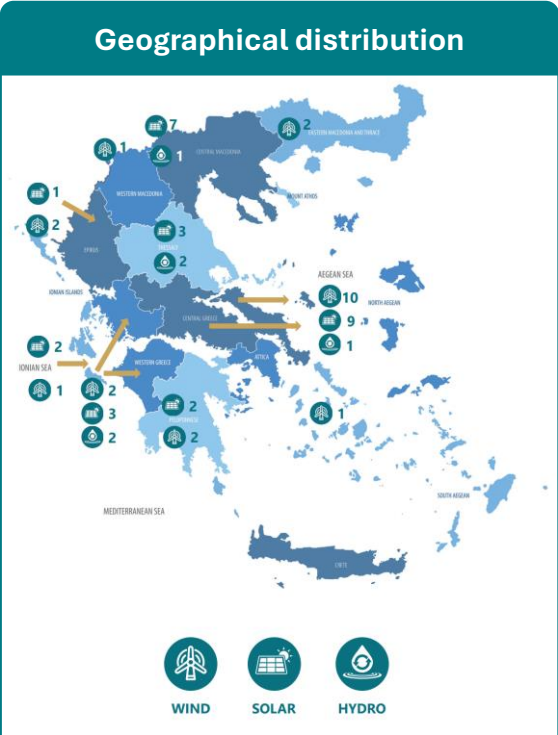 Geographical distribution
7
2
EASTERN MACEDONIA AND THRACE
1
1
CENTRAL MACEDONIA
WESTERN MACEDONIA
1
MOUNT ATHOS
2
3
THESSALY
EPIRUS
2
AEGEAN SEA
IONIAN ISLANDS
10
NORTH AEGEAN
CENTRAL GREECE
9
2
1
WESTERN GREECE
ATTICA
IONIAN SEA
1
2
3
2
2
1
PELOPONNESE
2
SOUTH AEGEAN
MEDITERRANEAN SEA
CRETE
WIND
SOLAR
HYDRO